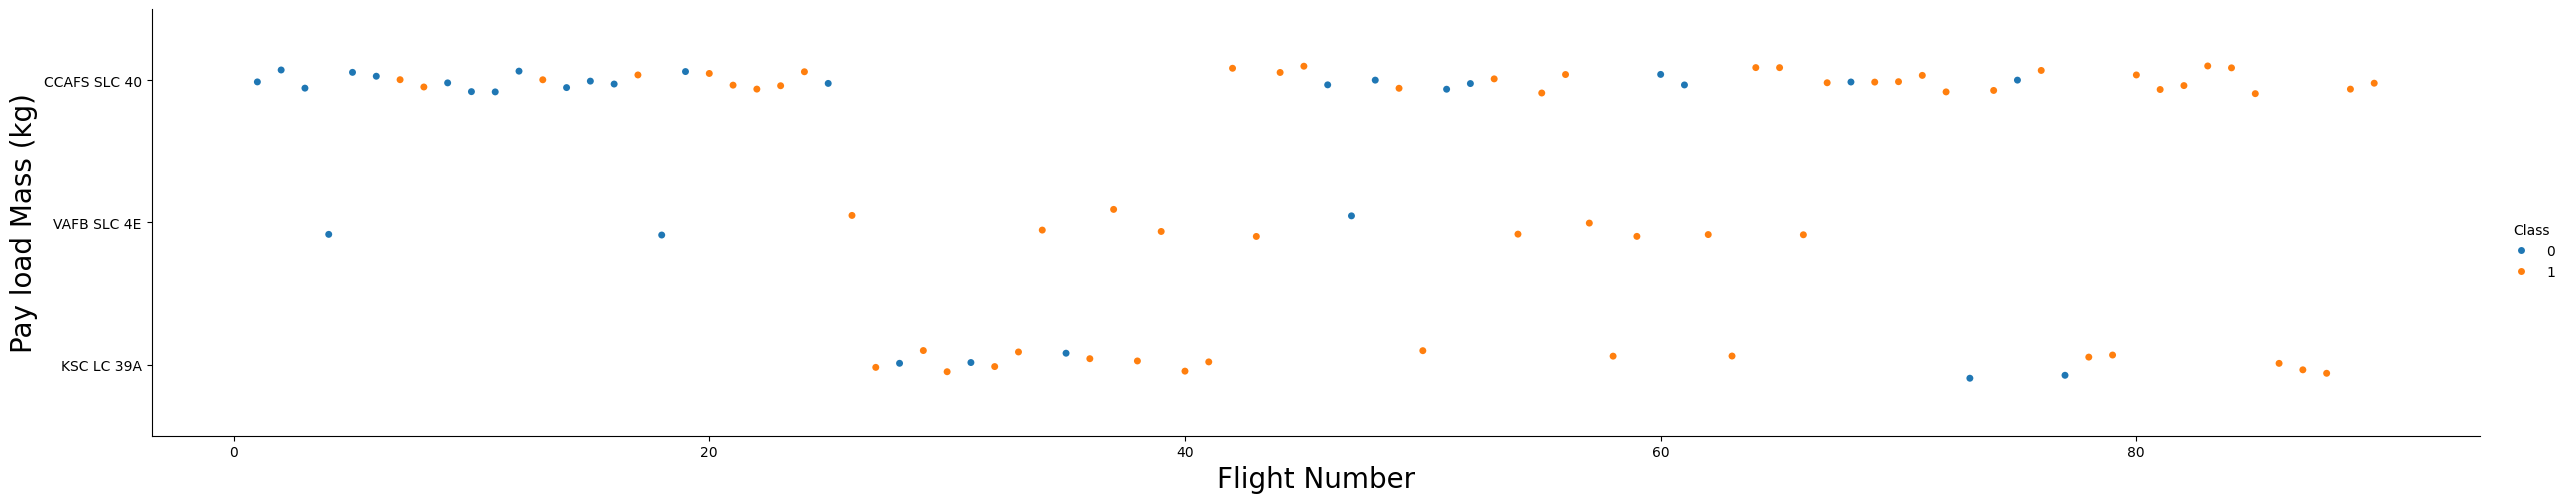 Pay load Mass (kg)
CCAFS SLC 40
VAFB SLC 4E
KSC LC 39A
0
20
40
60
80
Flight Number
Class
0
1